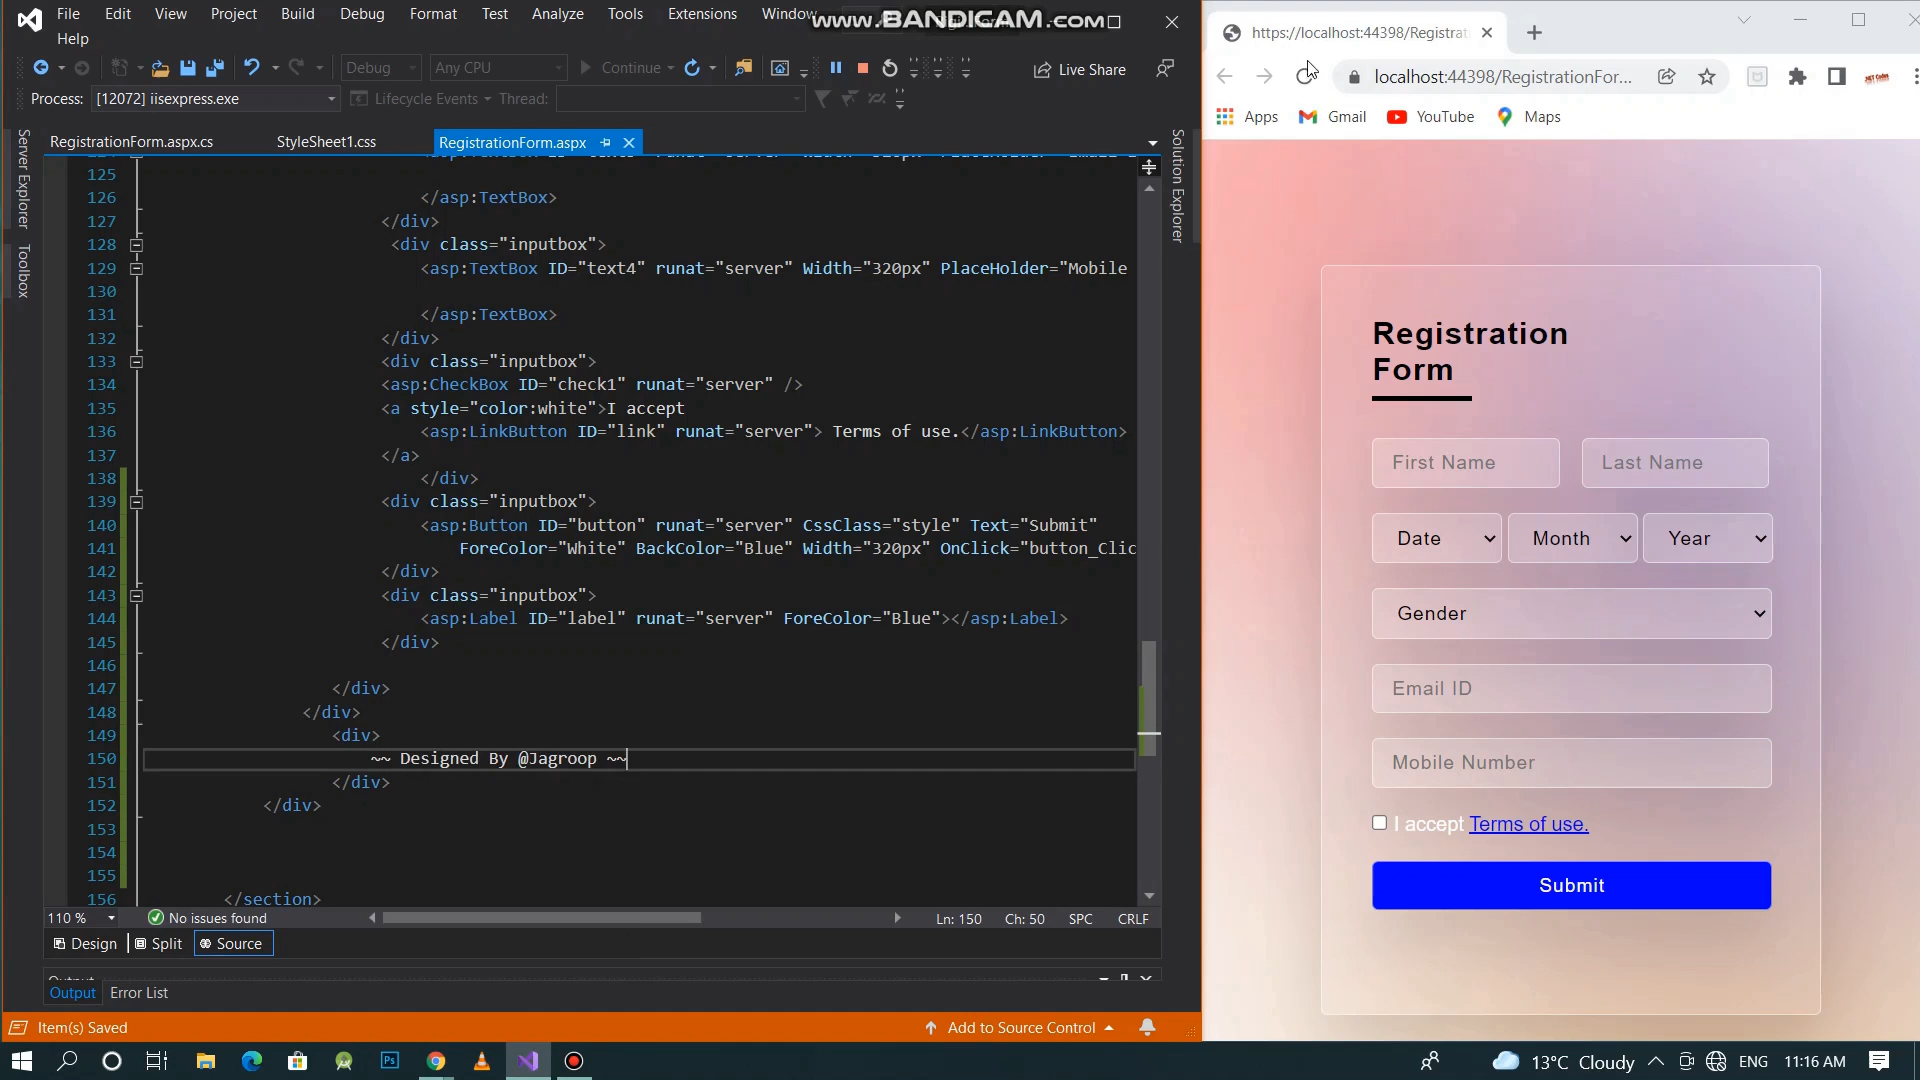 File Edit View Project Build Debug Format Test Analyze Tools Extensions Window
Help
www.BANDICAM.com
Debug Any CPU Continue Live Share
Process: [12072] iisexpress.exe Lifecycle Events Thread:
RegistrationForm.aspx.cs StyleSheet1.css RegistrationForm.aspx
Server Explorer
Toolbox
Solution Explorer
125
126 </asp:TextBox>
127 </div>
128 <div class="inputbox">
129 <asp:TextBox ID="text4" runat="server" Width="320px" PlaceHolder="Mobile
130
131 </asp:TextBox>
132 </div>
133 <div class="inputbox">
134 <asp:CheckBox ID="check1" runat="server" />
135 <a style="color:white">I accept
136 <asp:LinkButton ID="link" runat="server"> Terms of use.</asp:LinkButton>
137 </a>
138 </div>
139 <div class="inputbox">
140 <asp:Button ID="button" runat="server" CssClass="style" Text="Submit"
141 ForeColor="White" BackColor="Blue" Width="320px" OnClick="button_Clic
142 </div>
143 <div class="inputbox">
144 <asp:Label ID="label" runat="server" ForeColor="Blue"></asp:Label>
145 </div>
146
147 </div>
148 </div>
149 <div>
150 ~~ Designed By @Jagroop ~~
151 </div>
152 </div>
153
154
155
156 </section>
110 % No issues found Ln: 150 Ch: 50 SPC CRLF
Design Split Source
Output
Output Error List
Item(s) Saved Add to Source Control
https://localhost:44398/Registrat
localhost:44398/RegistrationFor...
Apps Gmail YouTube Maps
Registration
Form
First Name Last Name
Date Month Year
Gender
Email ID
Mobile Number
I accept Terms of use.
Submit
Ps
13°C Cloudy ENG 11:16 AM